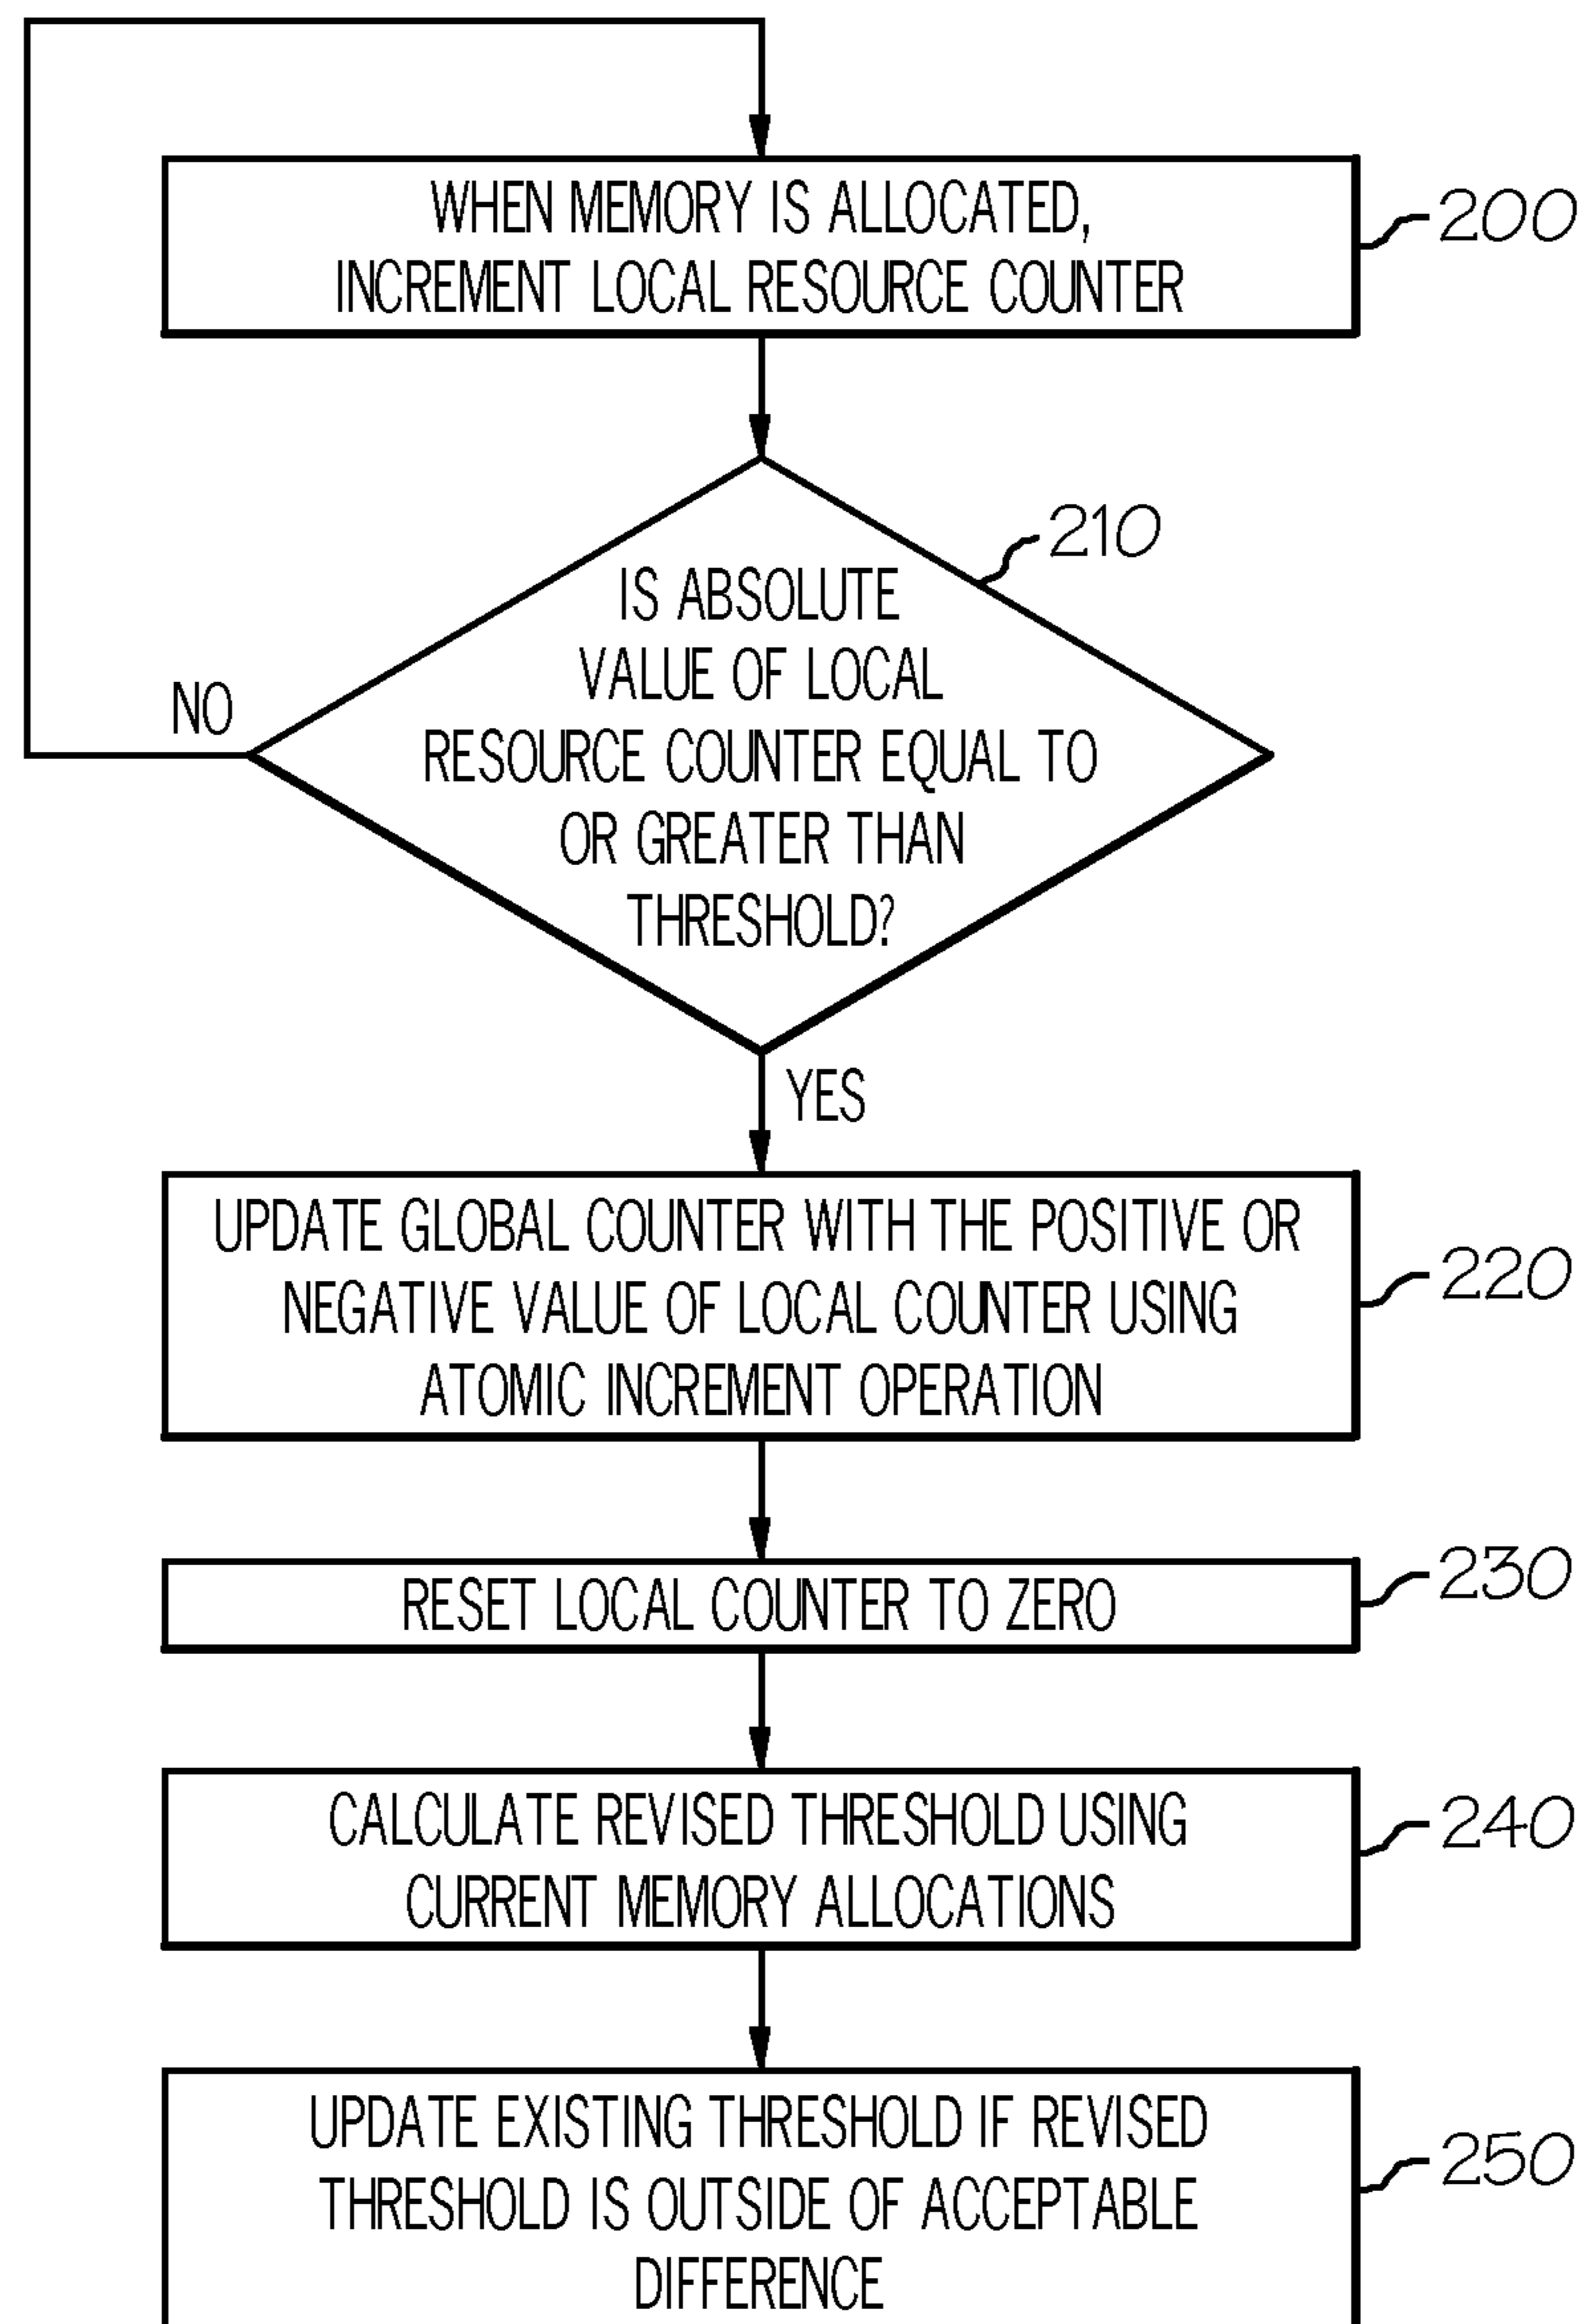 WHEN MEMORY IS ALLOCATED,
INCREMENT LOCAL RESOURCE COUNTER
200
210
IS ABSOLUTE
VALUE OF LOCAL
RESOURCE COUNTER EQUAL TO
OR GREATER THAN
THRESHOLD?
NO
YES
UPDATE GLOBAL COUNTER WITH THE POSITIVE OR
NEGATIVE VALUE OF LOCAL COUNTER USING
ATOMIC INCREMENT OPERATION
220
RESET LOCAL COUNTER TO ZERO
230
CALCULATE REVISED THRESHOLD USING
CURRENT MEMORY ALLOCATIONS
240
UPDATE EXISTING THRESHOLD IF REVISED
THRESHOLD IS OUTSIDE OF ACCEPTABLE
DIFFERENCE
250